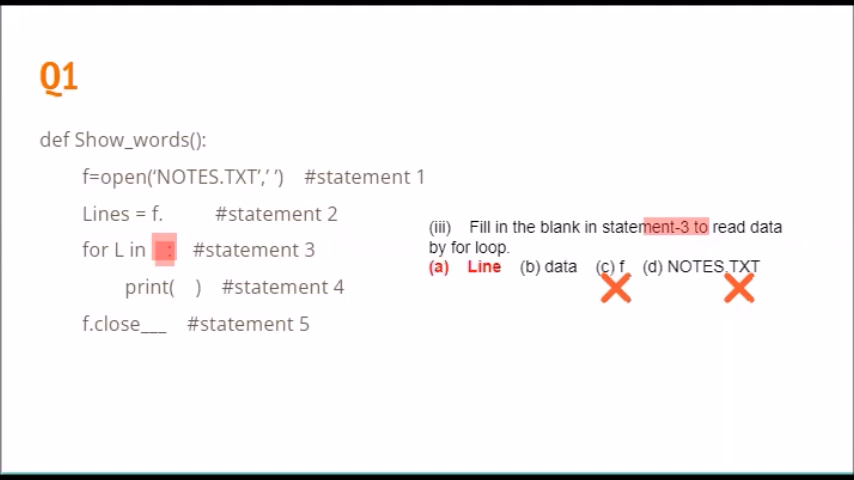 Q1
def Show_words():
f=open(‘NOTES.TXT’,’ ’) #statement 1
Lines = f. #statement 2
for L in : #statement 3
print( ) #statement 4
f.close___ #statement 5
(iii) Fill in the blank in statement-3 to read data
by for loop.
(a) Line (b) data (c) f (d) NOTES.TXT